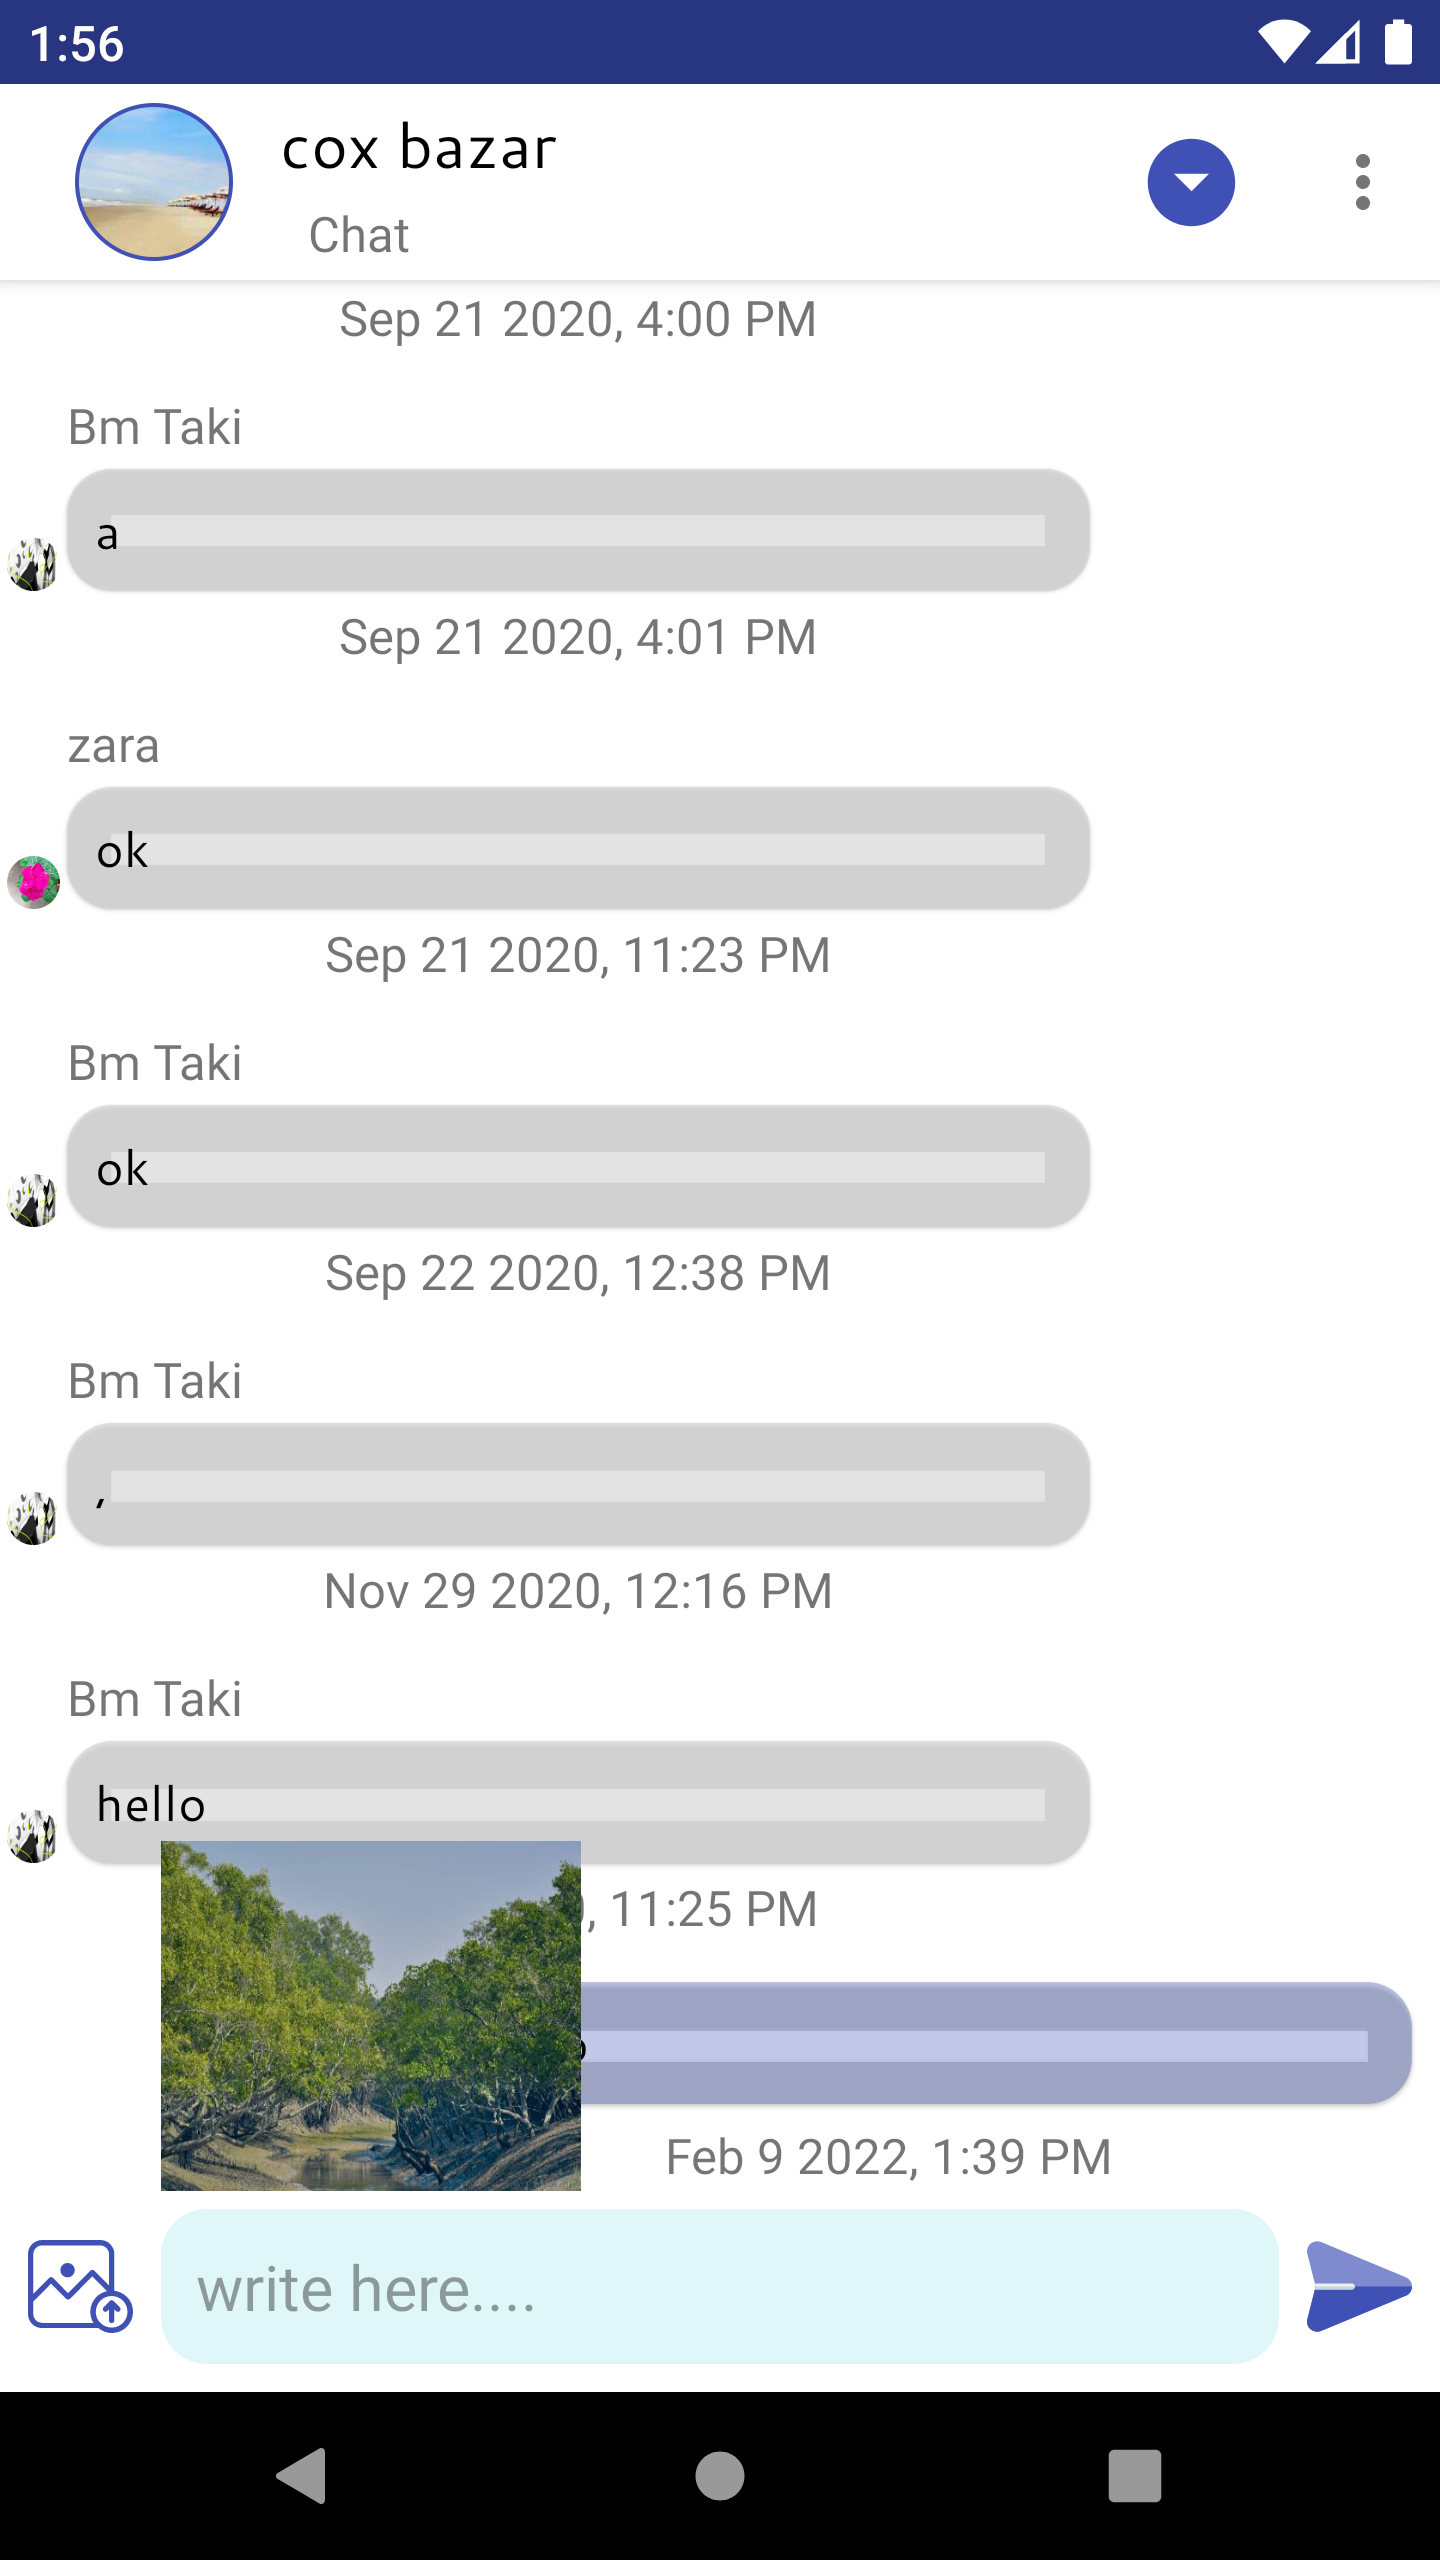 1:56
cox bazar
Chat
Sep 21 2020, 4:00 PM
Bm Taki
a
Sep 21 2020, 4:01 PM
zara
ok
Sep 21 2020, 11:23 PM
Bm Taki
ok
Sep 22 2020, 12:38 PM
Bm Taki
,
Nov 29 2020, 12:16 PM
Bm Taki
hello
, 11:25 PM
Feb 9 2022, 1:39 PM
write here....